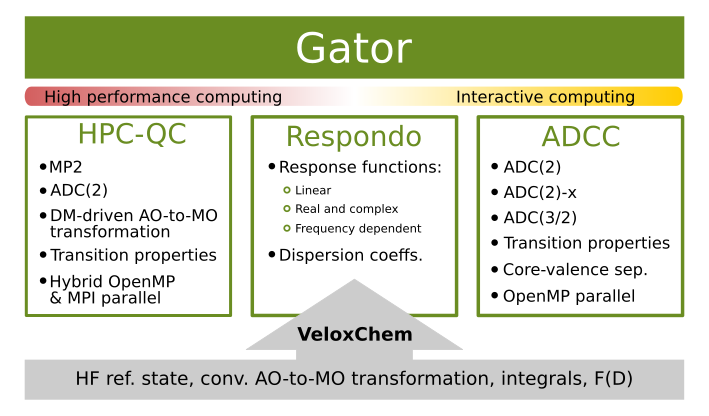 Gator
High performance computing
Interactive computing
HPC-QC
•MP2
•ADC(2)
•DM-driven AO-to-MO
transformation
•Transition properties
•Hybrid OpenMP
& MPI parallel
Respondo
•Response functions:
Linear
Real and complex
Frequency dependent
•Dispersion coeffs.
ADCC
• ADC(2)
• ADC(2)-x
• ADC(3/2)
• Transition properties
• Core-valence sep.
• OpenMP parallel
VeloxChem
HF ref. state, conv. AO-to-MO transformation, integrals, F(D)